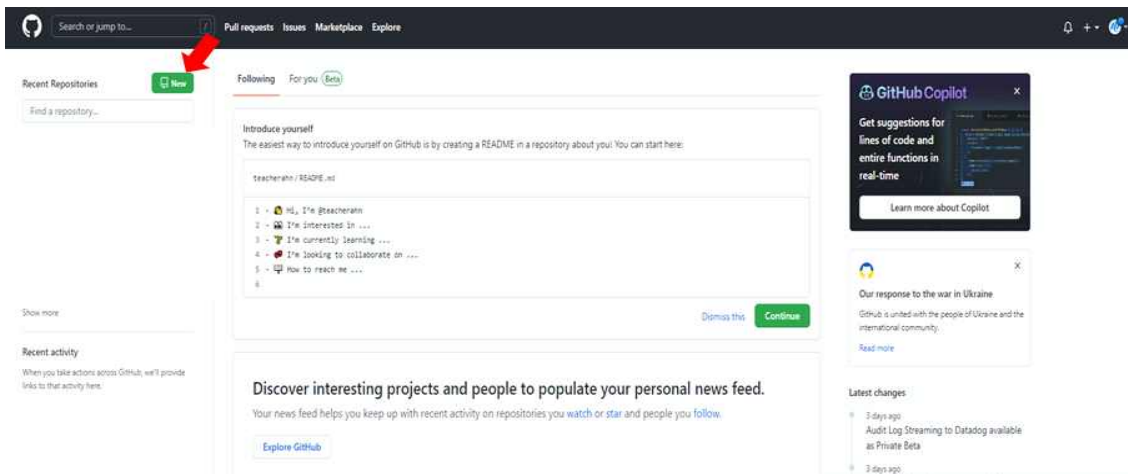 Search or jump to...
/
Pull requests Issues Marketplace Explore
Recent Repositories
New
Find a repository...
Show more
Recent activity
When you take actions across GitHub, we'll provide
links to that activity here.
Following For you Beta
Introduce yourself
The easiest way to introduce yourself on GitHub is by creating a README in a repository about you! You can start here:
teacherahn / README.md
1 - 👋 Hi, I'm @teacherahn
2 - 👀 I'm interested in ...
3 - 🌱 I'm currently learning ...
4 - 💞️ I'm looking to collaborate on ...
5 - 📫 How to reach me ...
6
Dismiss this Continue
Discover interesting projects and people to populate your personal news feed.
Your news feed helps you keep up with recent activity on repositories you watch or star and people you follow.
Explore GitHub
GitHub Copilot x
Get suggestions for
lines of code and
entire functions in
real-time
Learn more about Copilot
x
Our response to the war in Ukraine
GitHub is united with the people of Ukraine and the
international community.
Read more
Latest changes
3 days ago
Audit Log Streaming to Datadog available
as Private Beta
3 days ago